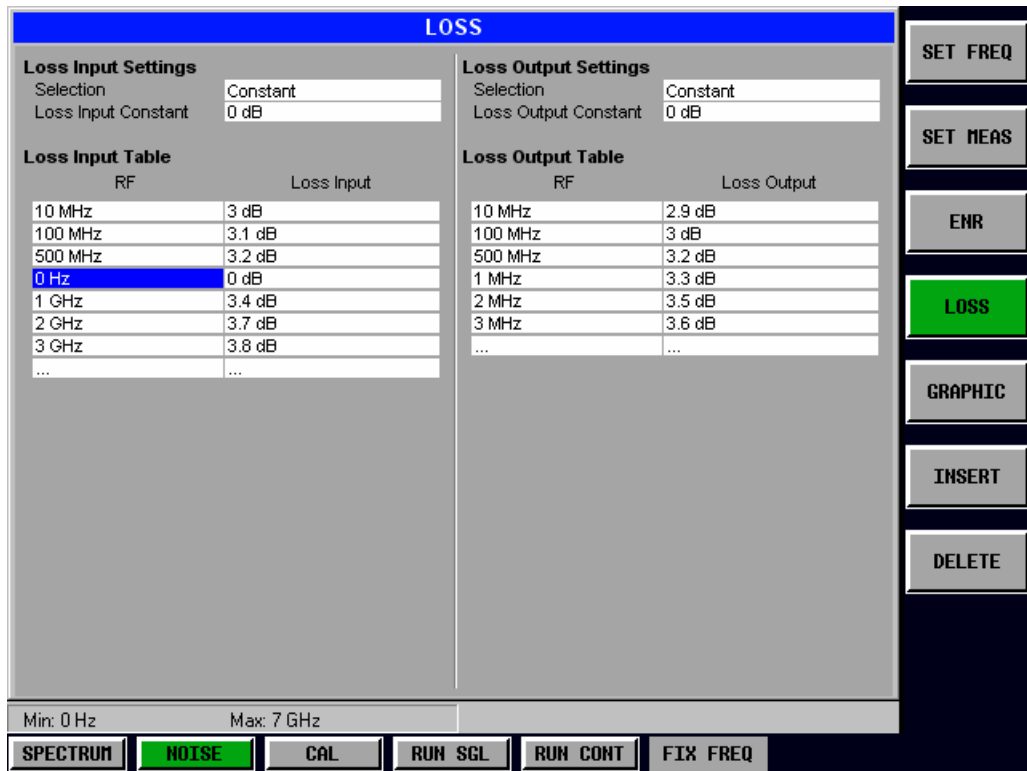 LOSS
Loss Input Settings
Selection Constant
Loss Input Constant 0 dB
Loss Input Table
RF Loss Input
10 MHz 3 dB
100 MHz 3.1 dB
500 MHz 3.2 dB
0 Hz 0 dB
1 GHz 3.4 dB
2 GHz 3.7 dB
3 GHz 3.8 dB
... ...
Loss Output Settings
Selection Constant
Loss Output Constant 0 dB
Loss Output Table
RF Loss Output
10 MHz 2.9 dB
100 MHz 3 dB
500 MHz 3.2 dB
1 MHz 3.3 dB
2 MHz 3.5 dB
3 MHz 3.6 dB
... ...
SET FREQ
SET MEAS
ENR
LOSS
GRAPHIC
INSERT
DELETE
Min: 0 Hz Max: 7 GHz
SPECTRUM NOISE CAL RUN SGL RUN CONT FIX FREQ